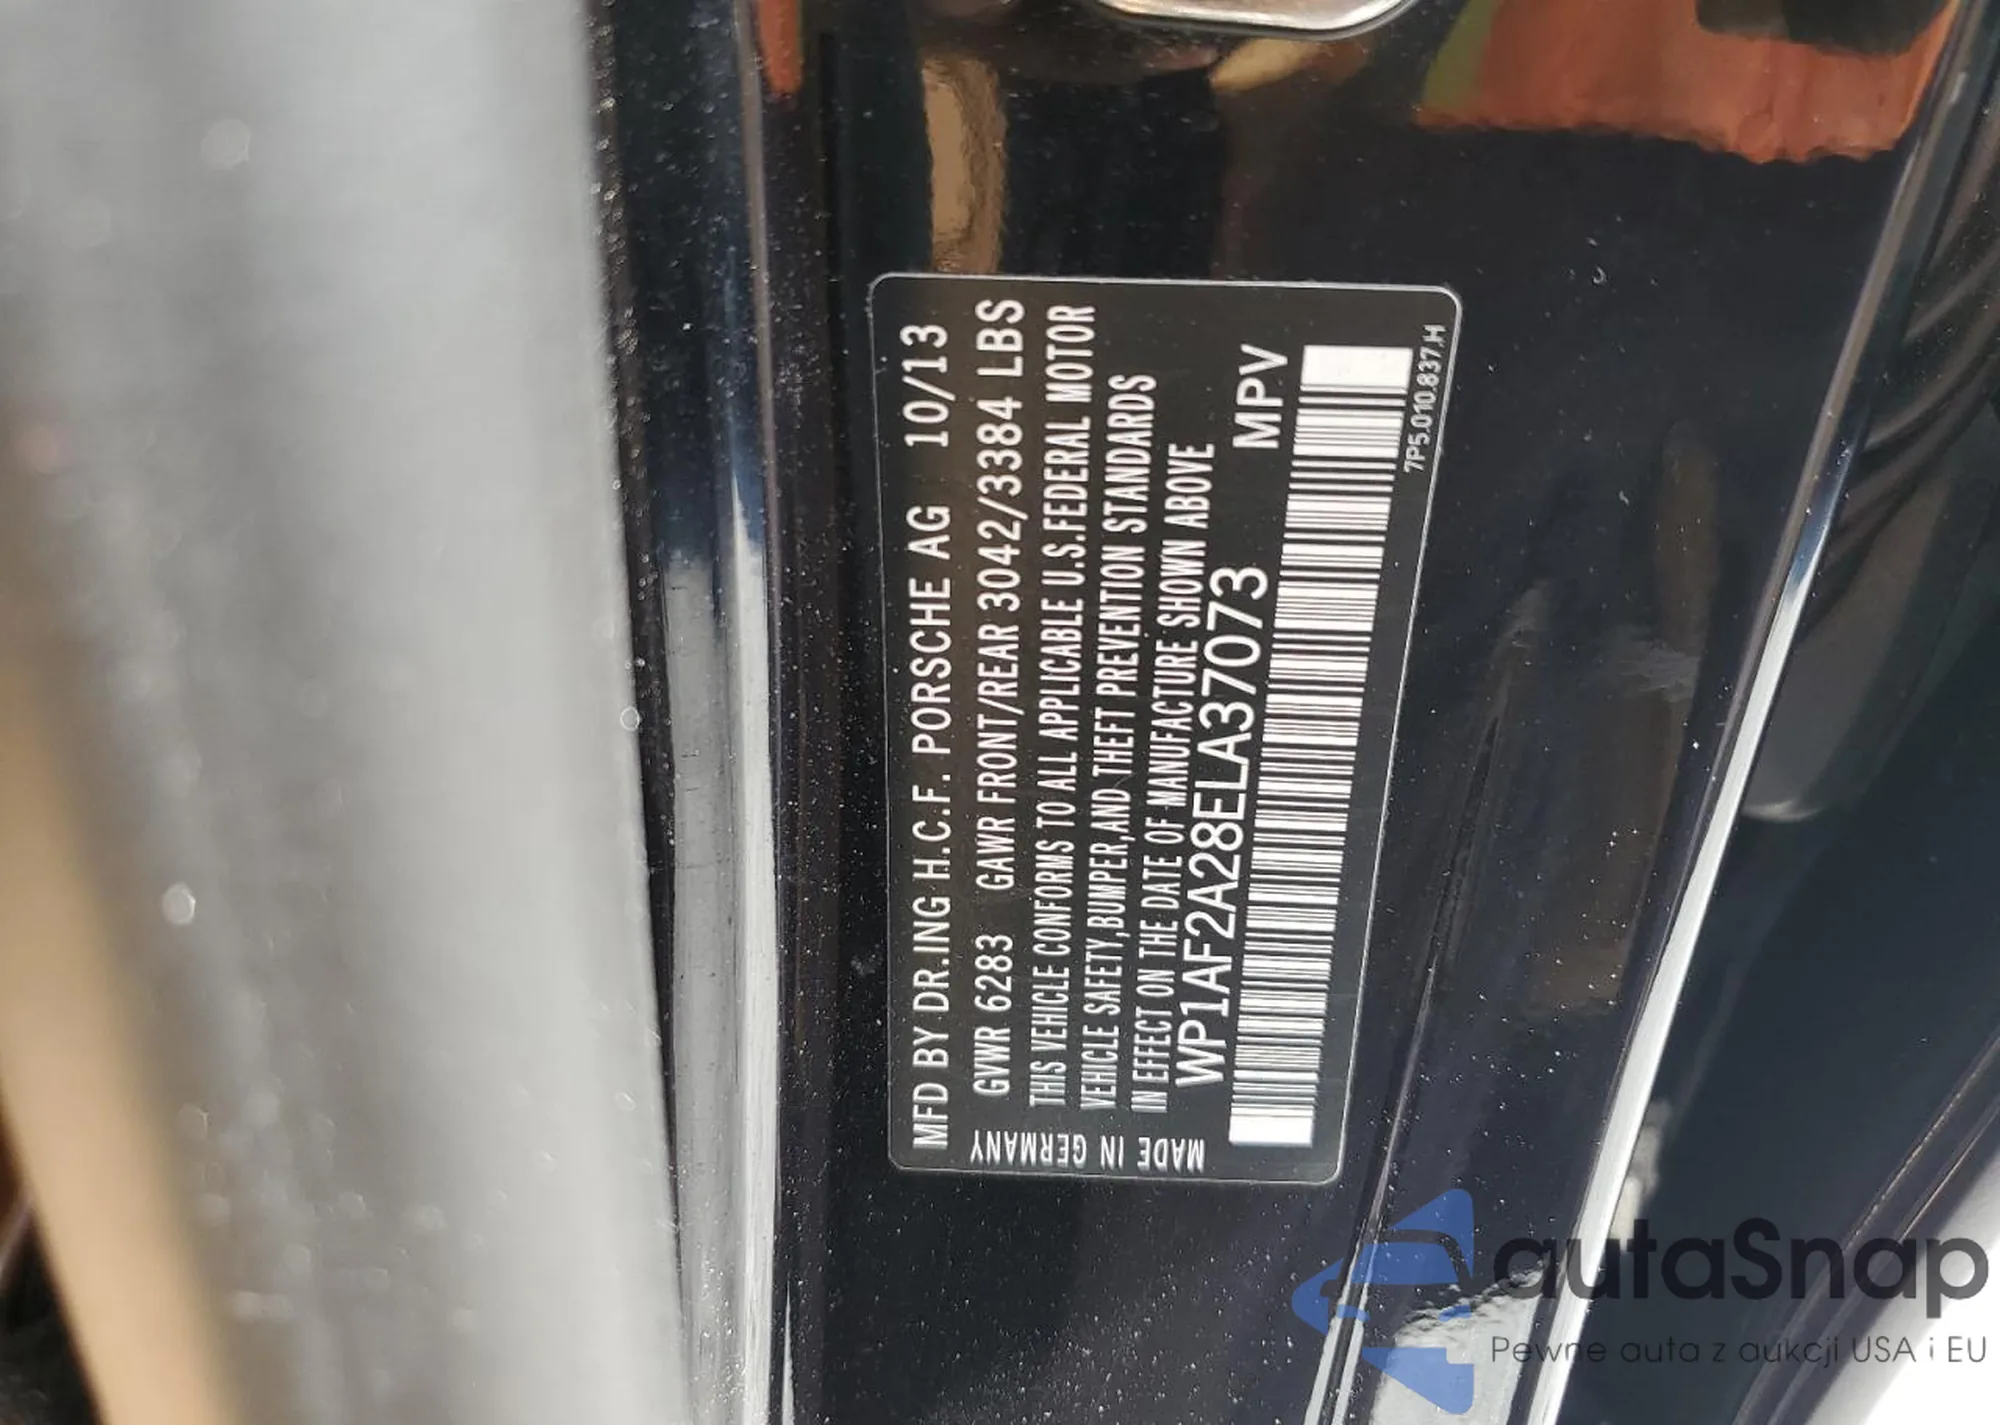 MFD BY DR.ING H.C.F. PORSCHE AG 10/13
GVWR 6283 GAWR FRONT/REAR 3042/3384 LBS
THIS VEHICLE CONFORMS TO ALL APPLICABLE U.S.FEDERAL MOTOR
VEHICLE SAFETY,BUMPER,AND THEFT PREVENTION STANDARDS
IN EFFECT ON THE DATE OF MANUFACTURE SHOWN ABOVE
WP1AF2A28ELA37073 MPV
7P5.010.837.H
MADE IN GERMANY
autaSnap
Pewne auta z aukcji USA i EU